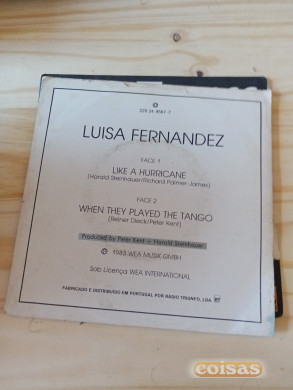 LUISA FERNANDEZ
FACE 1
LIKE A HURRICANE
(Harold Steinhauer/Richard Palmer-James)
FACE 2
WHEN THEY PLAYED THE TANGO
(Reiner Dieck/Peter Kent)
Produced by Peter Kent + Harold Steinhauer
℗ 1983 WEA MUSIK GMBH
Sob Licença WEA INTERNATIONAL
FABRICADO E DISTRIBUIDO EM PORTUGAL POR RÁDIO TRIUNFO, LDA.
coisas